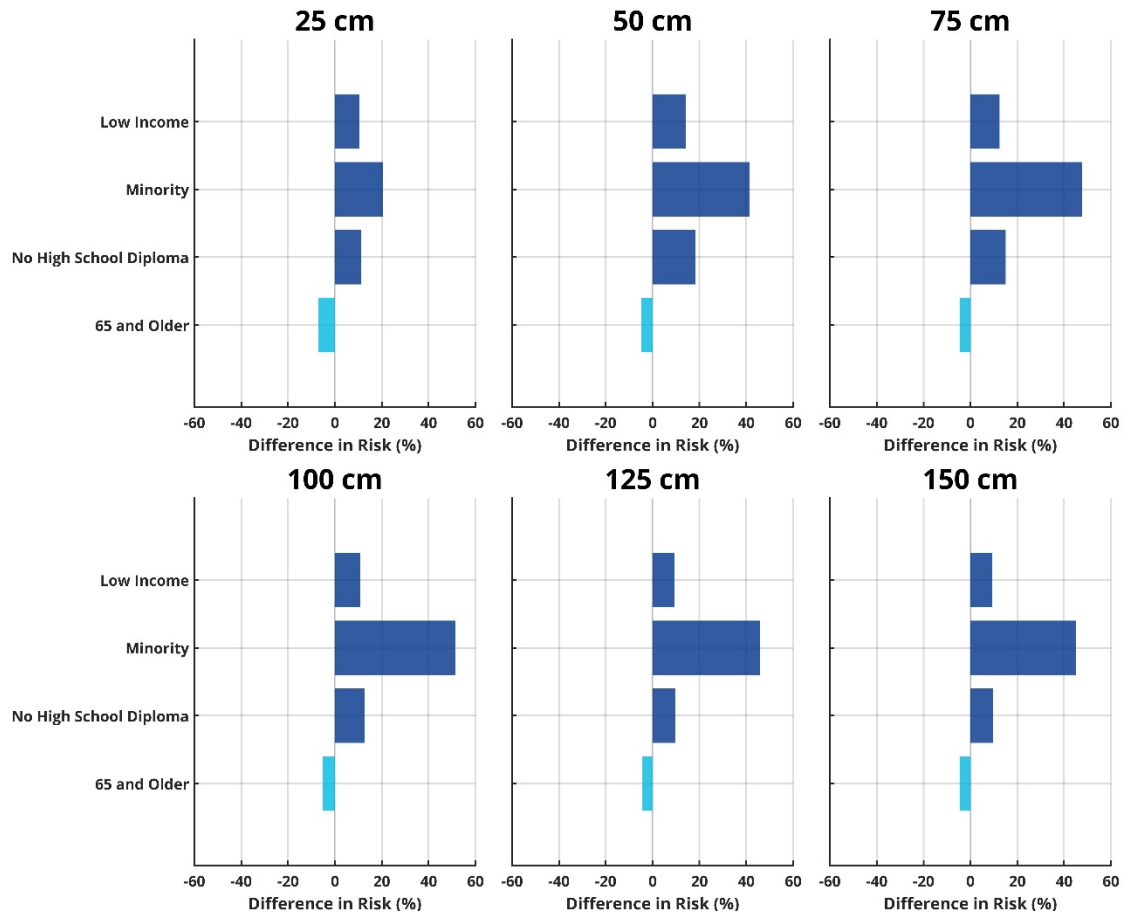 25 cm
50 cm
75 cm
Low Income
Minority
No High School Diploma
65 and Older
-60 -40 -20 0 20 40 60
-60 -40 -20 0 20 40 60
-60 -40 -20 0 20 40 60
Difference in Risk (%)
Difference in Risk (%)
Difference in Risk (%)
100 cm
125 cm
150 cm
Low Income
Minority
No High School Diploma
65 and Older
-60 -40 -20 0 20 40 60
-60 -40 -20 0 20 40 60
-60 -40 -20 0 20 40 60
Difference in Risk (%)
Difference in Risk (%)
Difference in Risk (%)